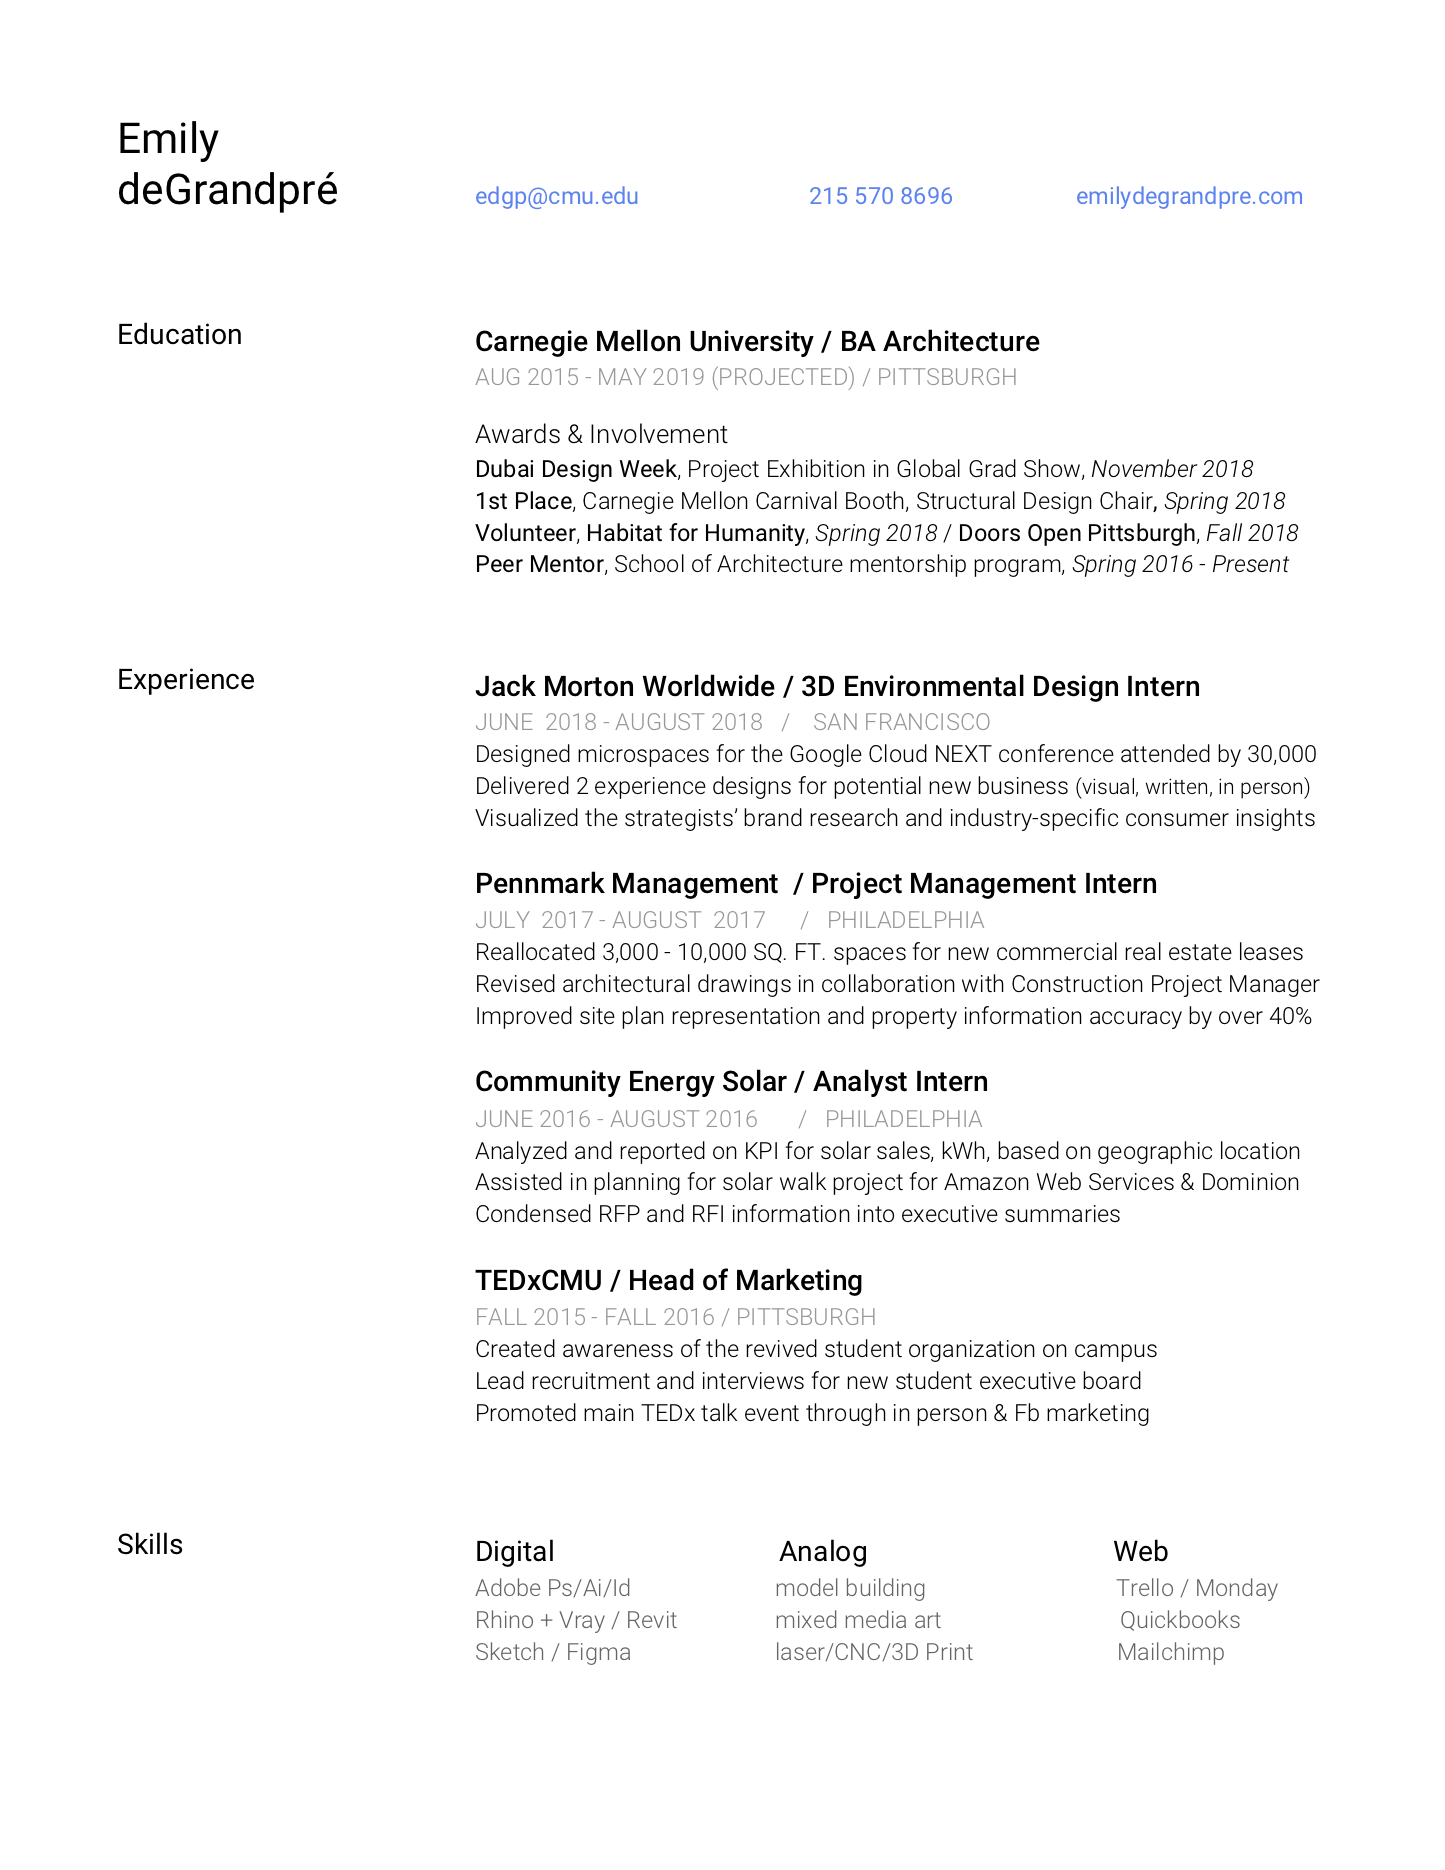 Emily
deGrandpré
edgp@cmu.edu 215 570 8696 emilydegrandpre.com
Education
Carnegie Mellon University / BA Architecture
AUG 2015 - MAY 2019 (PROJECTED) / PITTSBURGH
Awards & Involvement
Dubai Design Week, Project Exhibition in Global Grad Show, November 2018
1st Place, Carnegie Mellon Carnival Booth, Structural Design Chair, Spring 2018
Volunteer, Habitat for Humanity, Spring 2018 / Doors Open Pittsburgh, Fall 2018
Peer Mentor, School of Architecture mentorship program, Spring 2016 - Present
Experience
Jack Morton Worldwide / 3D Environmental Design Intern
JUNE 2018 - AUGUST 2018 / SAN FRANCISCO
Designed microspaces for the Google Cloud NEXT conference attended by 30,000
Delivered 2 experience designs for potential new business (visual, written, in person)
Visualized the strategists’ brand research and industry-specific consumer insights
Pennmark Management / Project Management Intern
JULY 2017 - AUGUST 2017 / PHILADELPHIA
Reallocated 3,000 - 10,000 SQ. FT. spaces for new commercial real estate leases
Revised architectural drawings in collaboration with Construction Project Manager
Improved site plan representation and property information accuracy by over 40%
Community Energy Solar / Analyst Intern
JUNE 2016 - AUGUST 2016 / PHILADELPHIA
Analyzed and reported on KPI for solar sales, kWh, based on geographic location
Assisted in planning for solar walk project for Amazon Web Services & Dominion
Condensed RFP and RFI information into executive summaries
TEDxCMU / Head of Marketing
FALL 2015 - FALL 2016 / PITTSBURGH
Created awareness of the revived student organization on campus
Lead recruitment and interviews for new student executive board
Promoted main TEDx talk event through in person & Fb marketing
Skills
Digital Analog Web
Adobe Ps/Ai/Id model building Trello / Monday
Rhino + Vray / Revit mixed media art Quickbooks
Sketch / Figma laser/CNC/3D Print Mailchimp